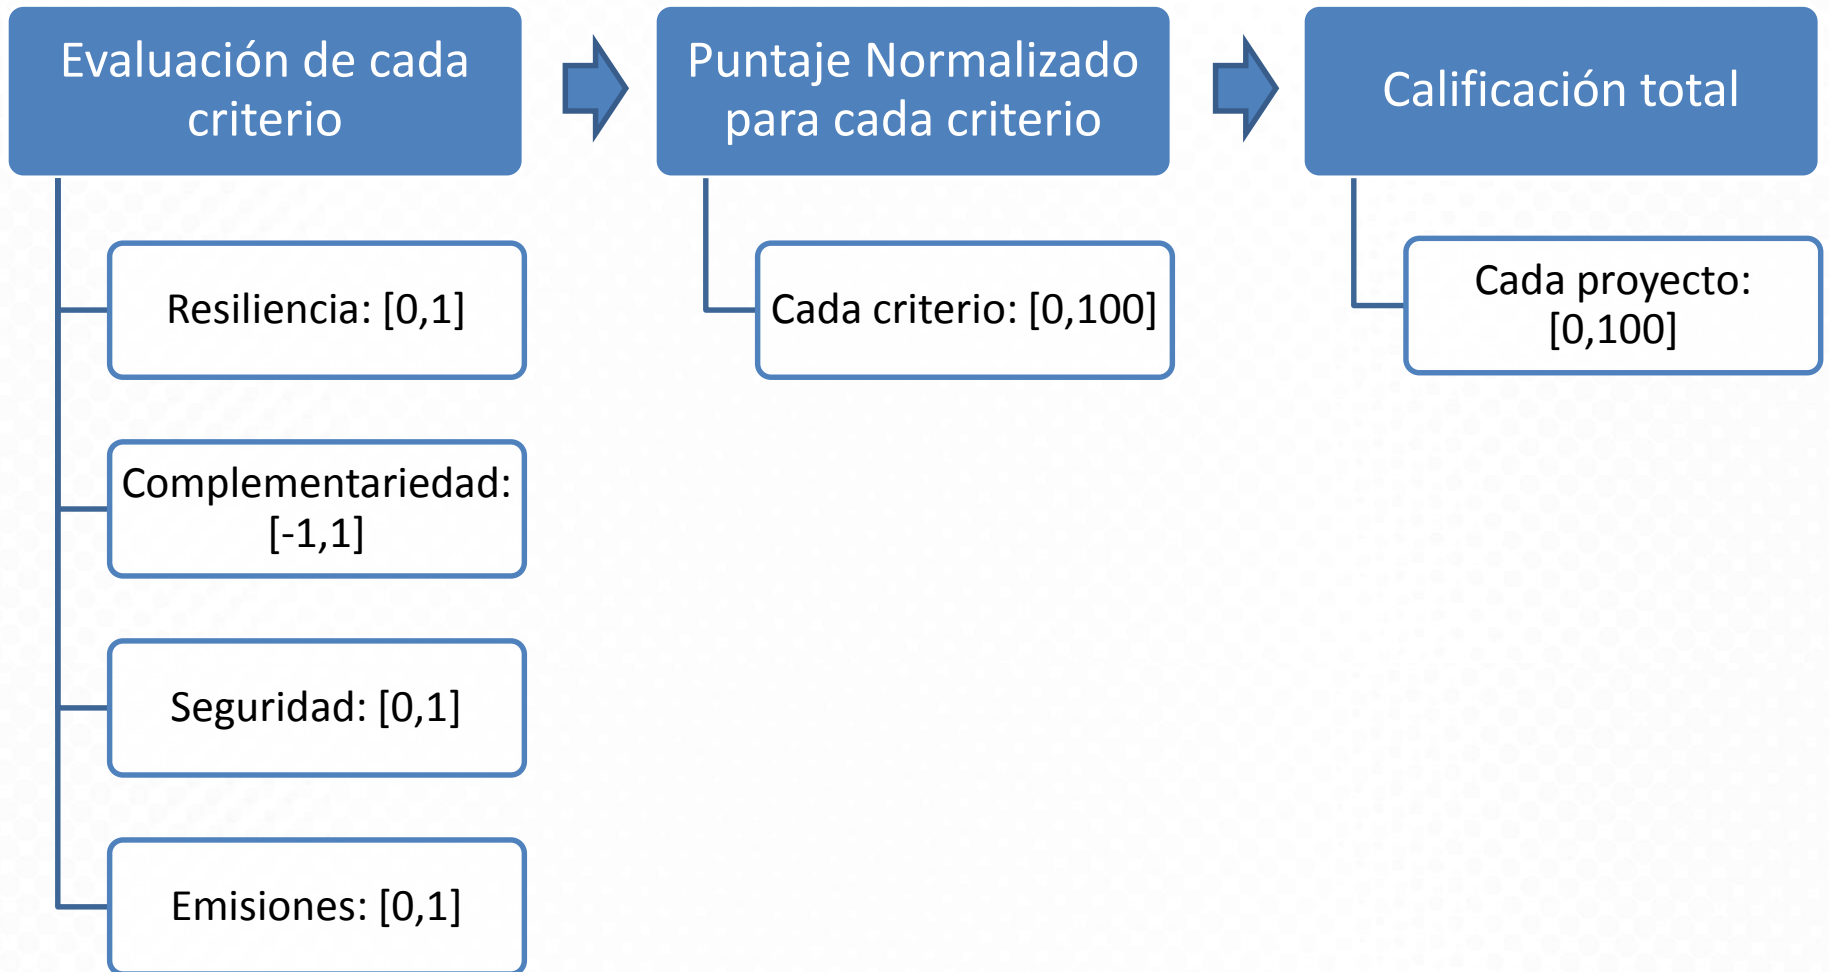 Evaluación de cada
criterio
Resiliencia: [0,1]
Complementariedad:
[-1,1]
Seguridad: [0,1]
Emisiones: [0,1]
Puntaje Normalizado
para cada criterio
Cada criterio: [0,100]
Calificación total
Cada proyecto:
[0,100]